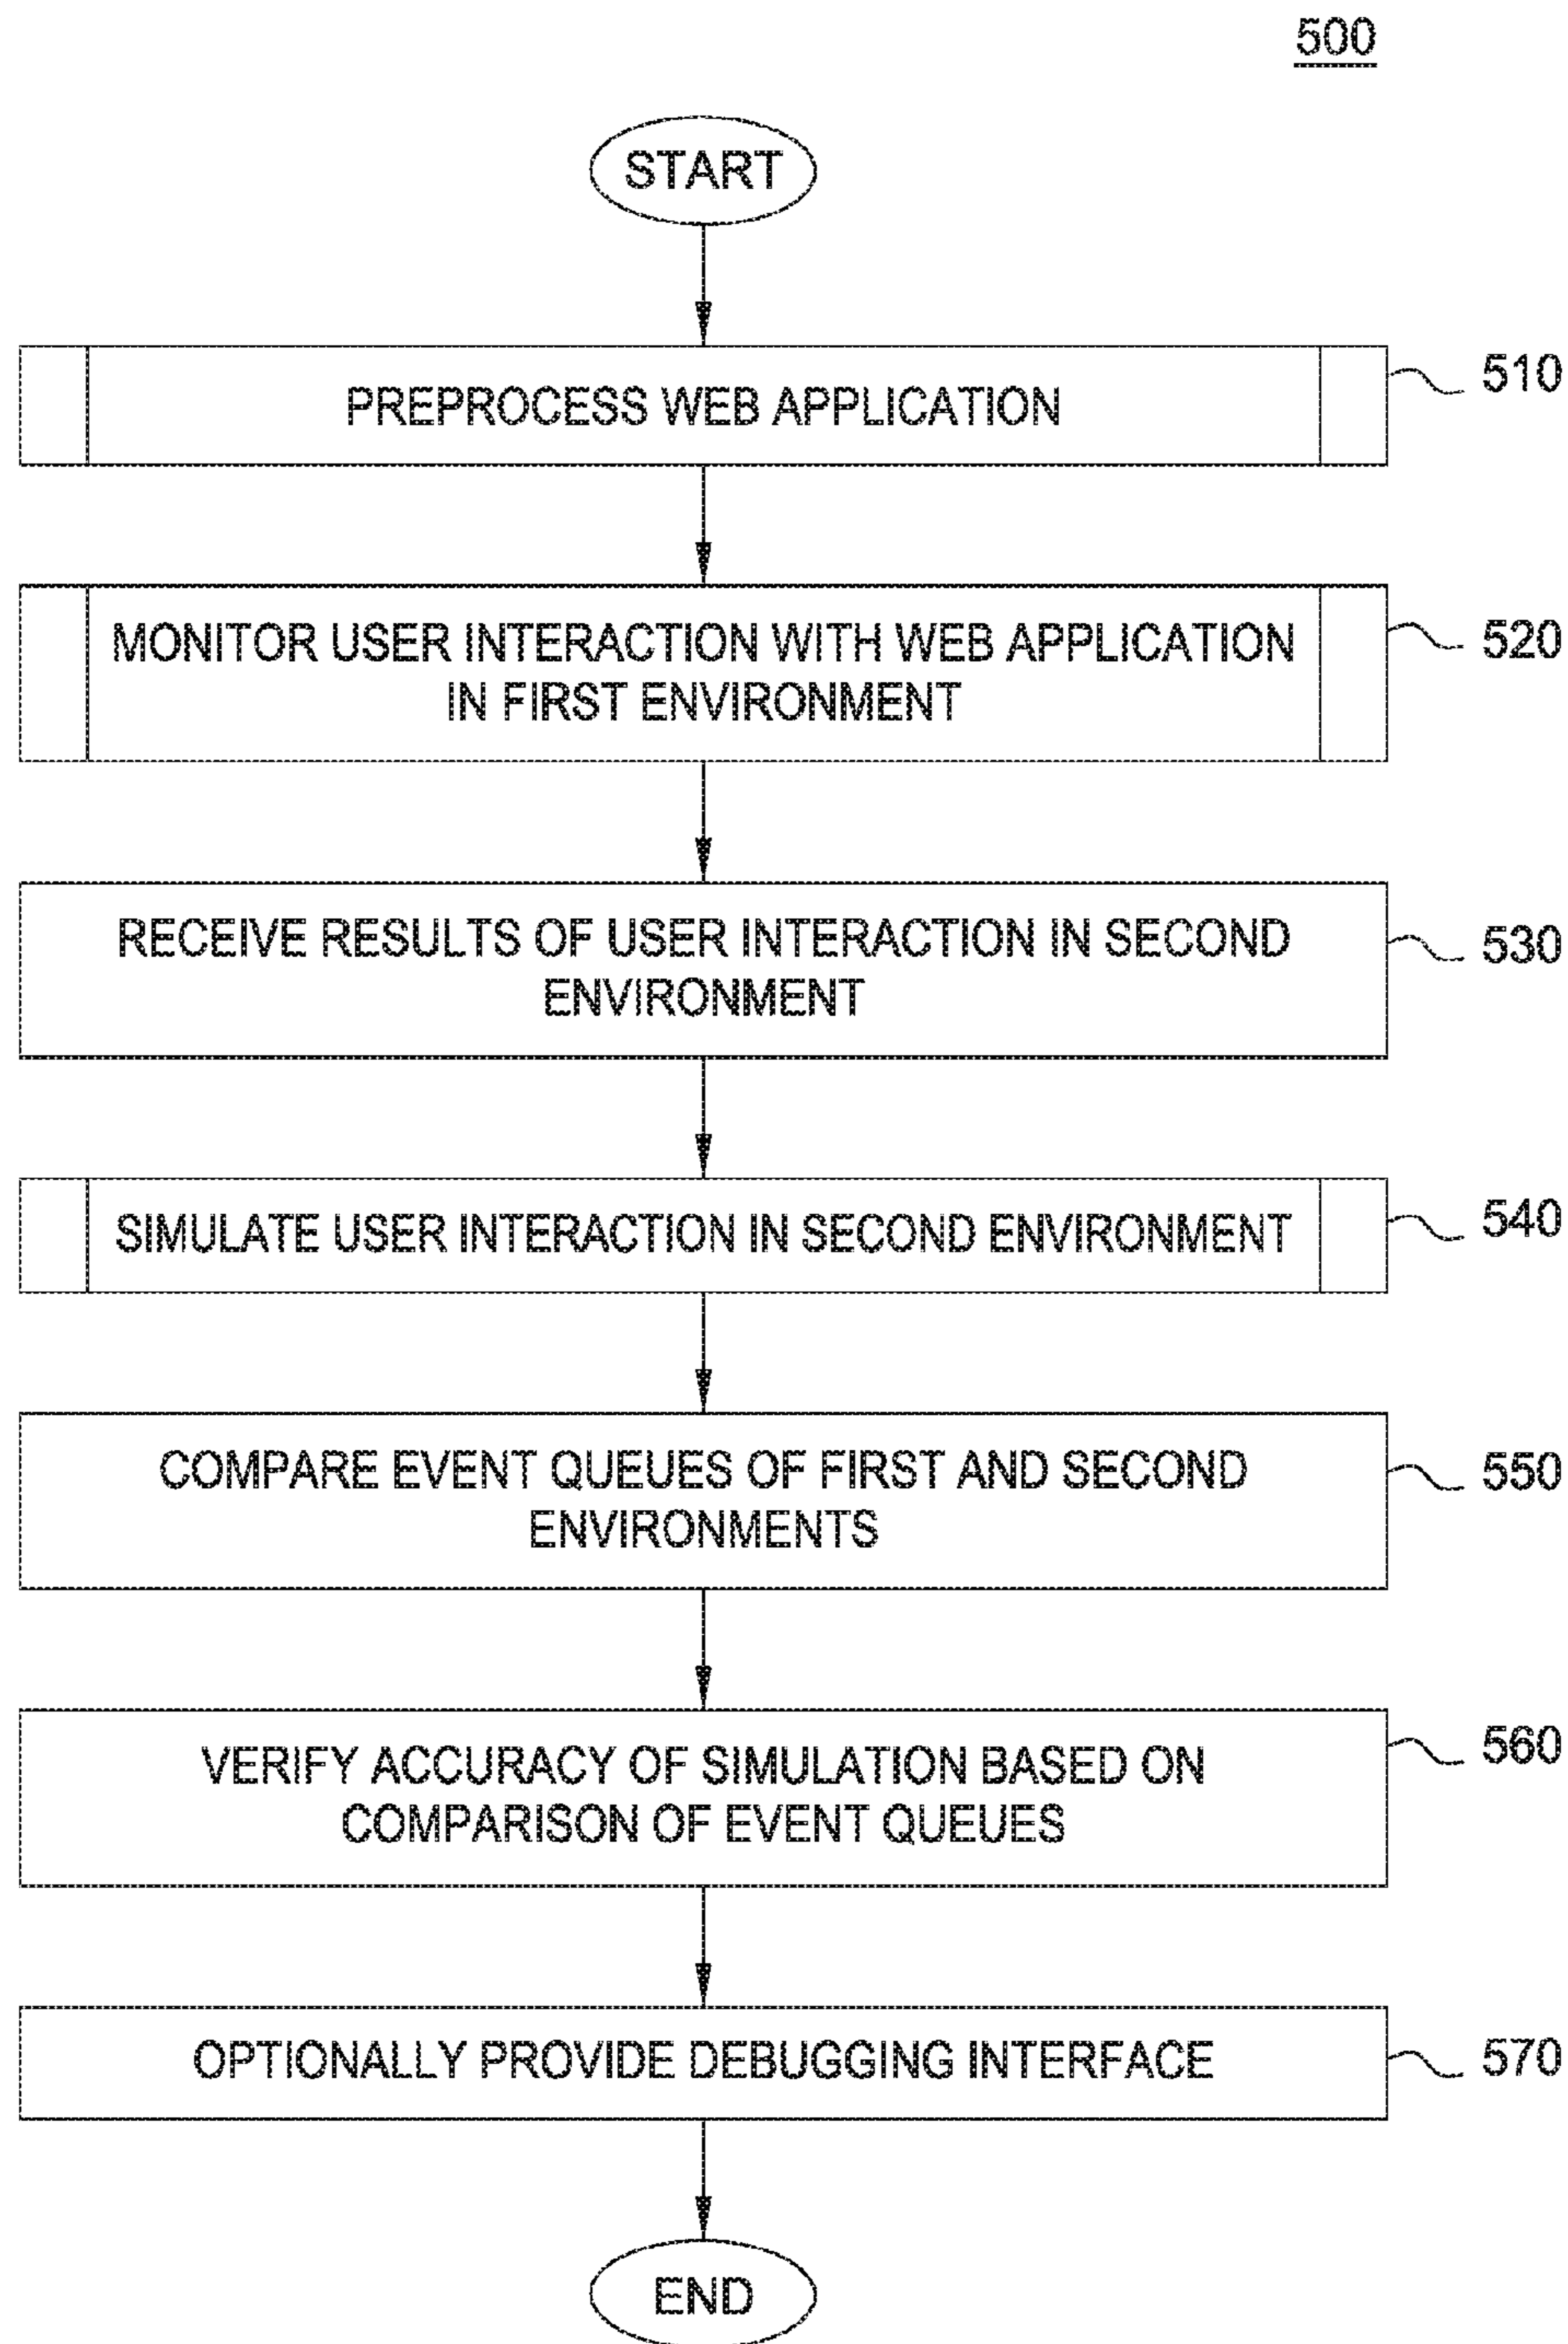 500
START
PREPROCESS WEB APPLICATION
510
MONITOR USER INTERACTION WITH WEB APPLICATION
IN FIRST ENVIRONMENT
520
RECEIVE RESULTS OF USER INTERACTION IN SECOND
ENVIRONMENT
530
SIMULATE USER INTERACTION IN SECOND ENVIRONMENT
540
COMPARE EVENT QUEUES OF FIRST AND SECOND
ENVIRONMENTS
550
VERIFY ACCURACY OF SIMULATION BASED ON
COMPARISON OF EVENT QUEUES
560
OPTIONALLY PROVIDE DEBUGGING INTERFACE
570
END